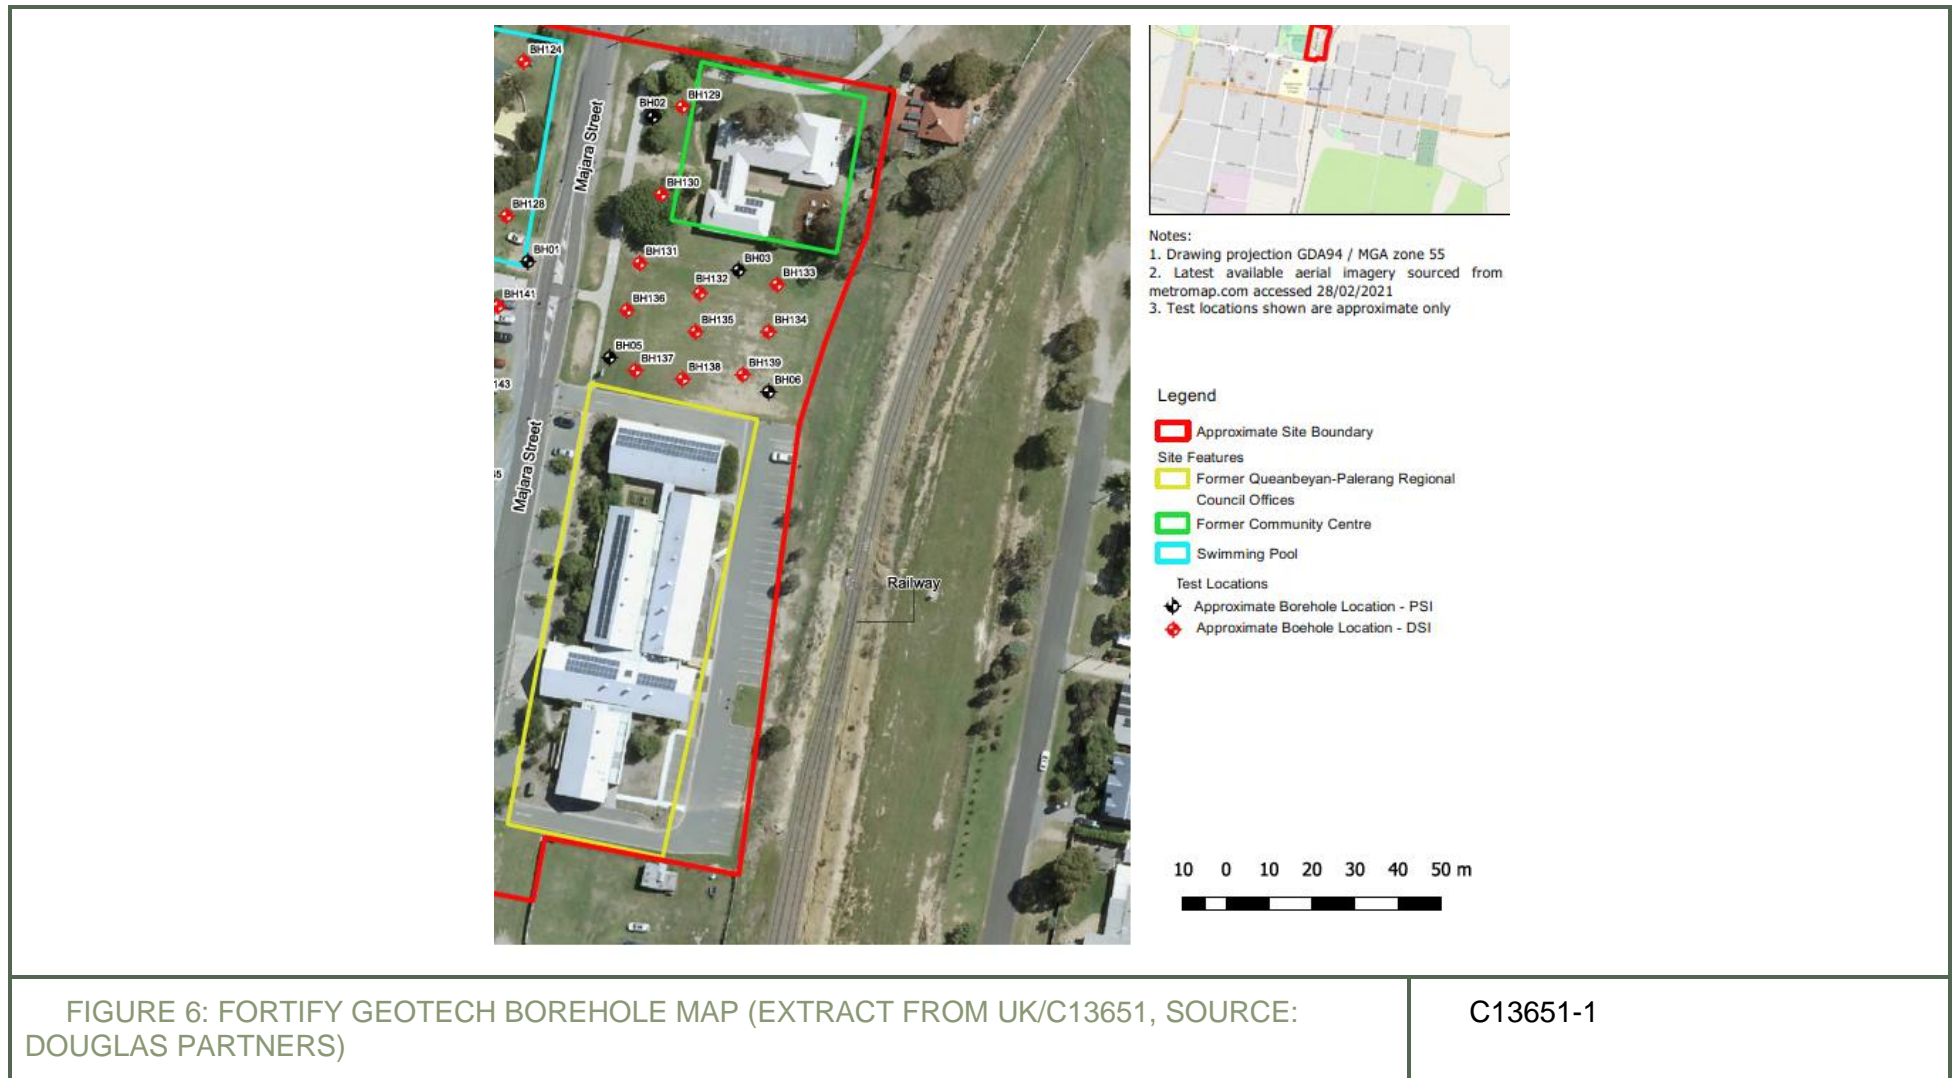 BH124
BH02
BH129
Majara Street
BH130
BH128
BH01
BH131
BH03
BH132
BH133
BH141
BH136
BH135
BH134
BH05
BH137
BH138
BH139
BH06
143
Majara Street
Railway
Notes:
1. Drawing projection GDA94 / MGA zone 55
2. Latest available aerial imagery sourced from
metromap.com accessed 28/02/2021
3. Test locations shown are approximate only
Legend
Approximate Site Boundary
Site Features
Former Queanbeyan-Palerang Regional
Council Offices
Former Community Centre
Swimming Pool
Test Locations
Approximate Borehole Location - PSI
Approximate Boehole Location - DSI
10 0 10 20 30 40 50 m
FIGURE 6: FORTIFY GEOTECH BOREHOLE MAP (EXTRACT FROM UK/C13651, SOURCE:
DOUGLAS PARTNERS)
C13651-1